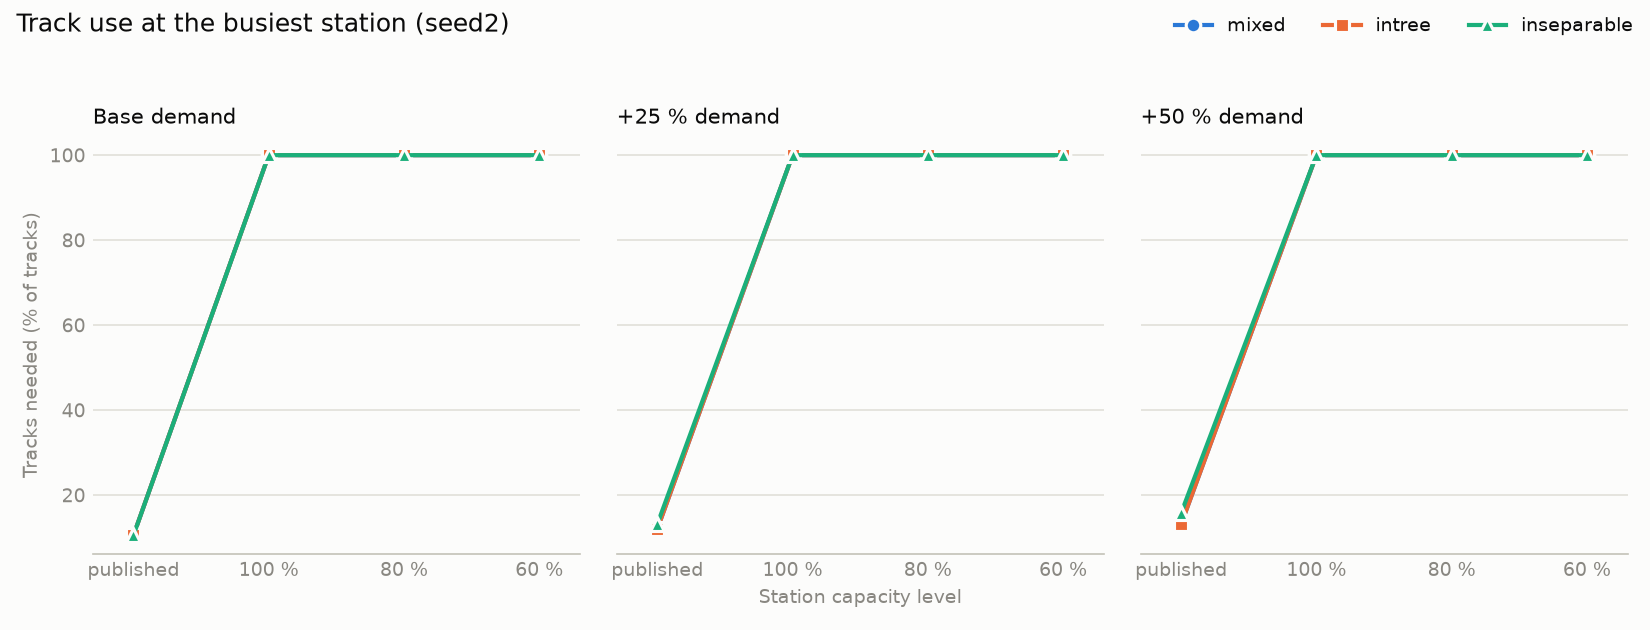 Track use at the busiest station (seed2)
mixed
intree
inseparable
Base demand
+25 % demand
+50 % demand
Tracks needed (% of tracks)
100
80
60
40
20
published
100 %
80 %
60 %
published
100 %
80 %
60 %
published
100 %
80 %
60 %
Station capacity level